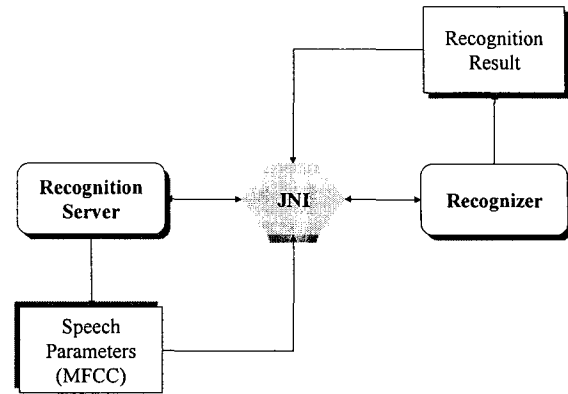 Recognition
Result
Recognition
Server
JNI
Recognizer
Speech
Parameters
(MFCC)